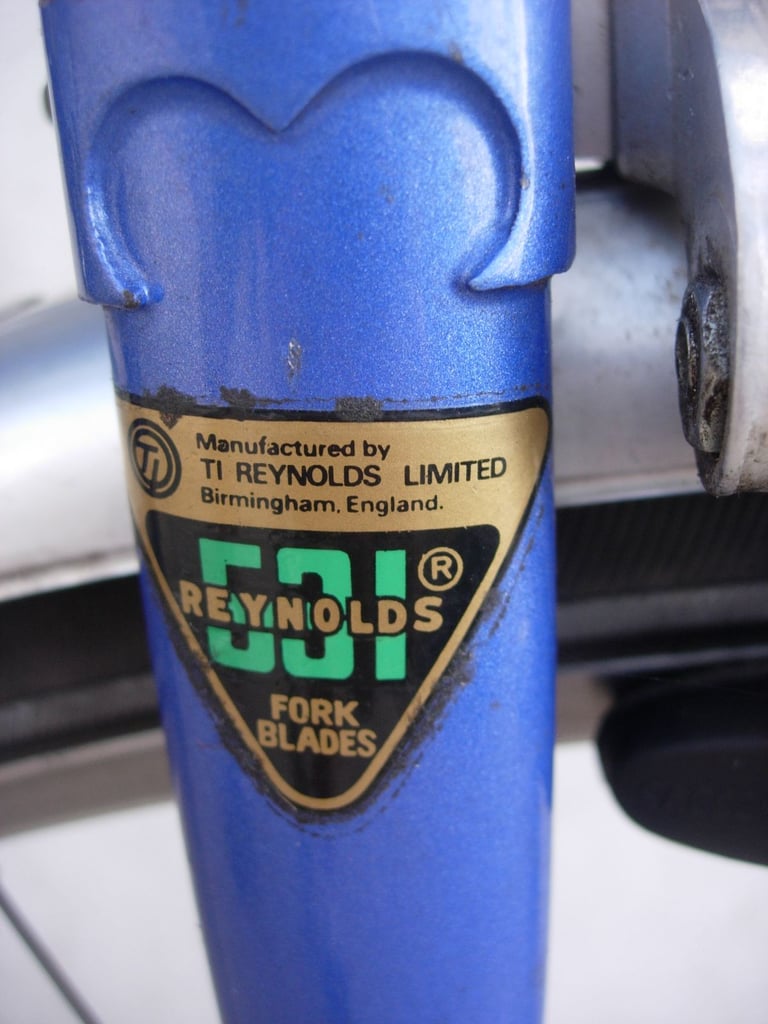 TI
Manufactured by
TI REYNOLDS LIMITED
Birmingham, England.
531 ®
REYNOLDS
FORK
BLADES